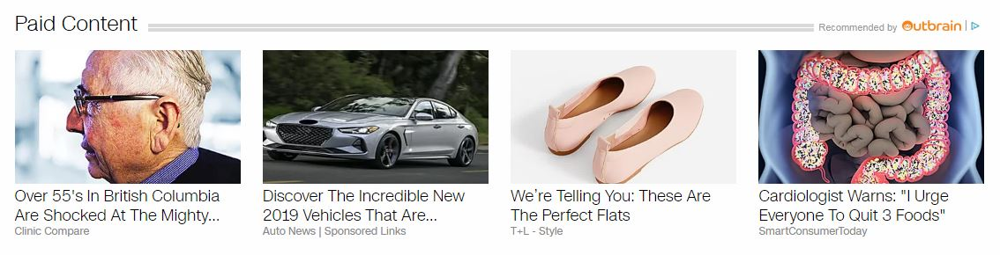 Paid Content
Recommended by Outbrain
Over 55's In British Columbia
Are Shocked At The Mighty...
Clinic Compare
Discover The Incredible New
2019 Vehicles That Are...
Auto News | Sponsored Links
We’re Telling You: These Are
The Perfect Flats
T+L - Style
Cardiologist Warns: "I Urge
Everyone To Quit 3 Foods"
SmartConsumerToday